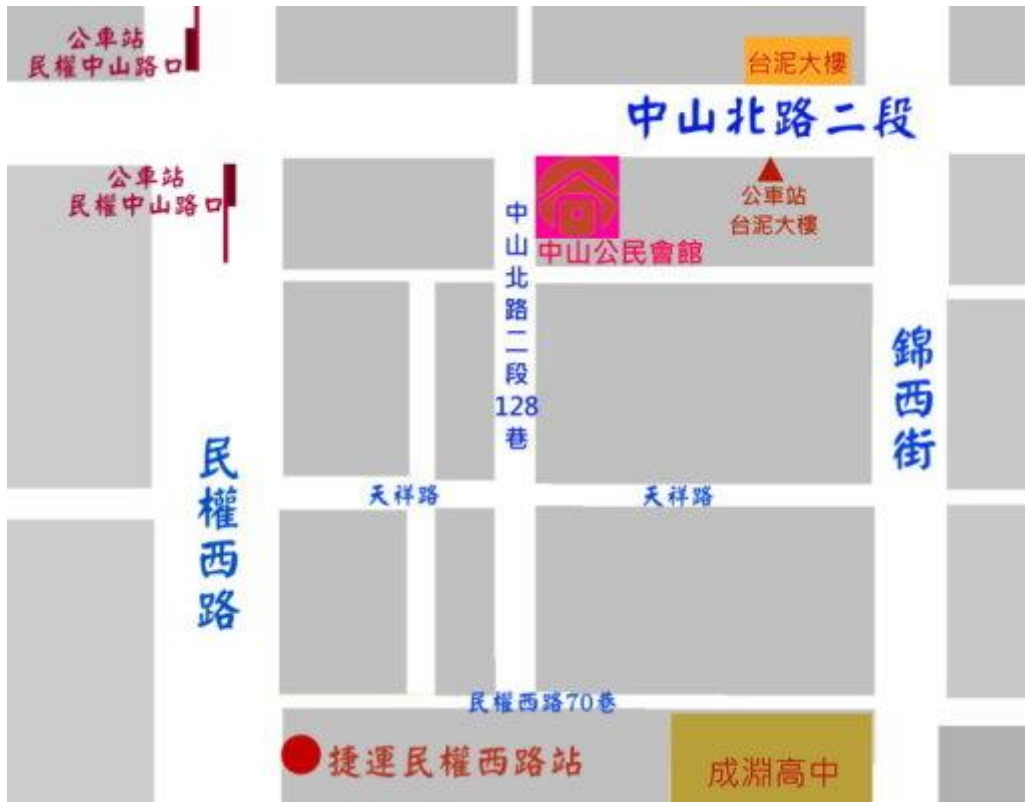 公車站
民權中山路口
台泥大樓
中山北路二段
公車站
民權中山路口
公車站
台泥大樓
中山公民會館
中山北路二段128巷
錦西街
民權西路
天祥路
天祥路
民權西路70巷
捷運民權西路站
成淵高中